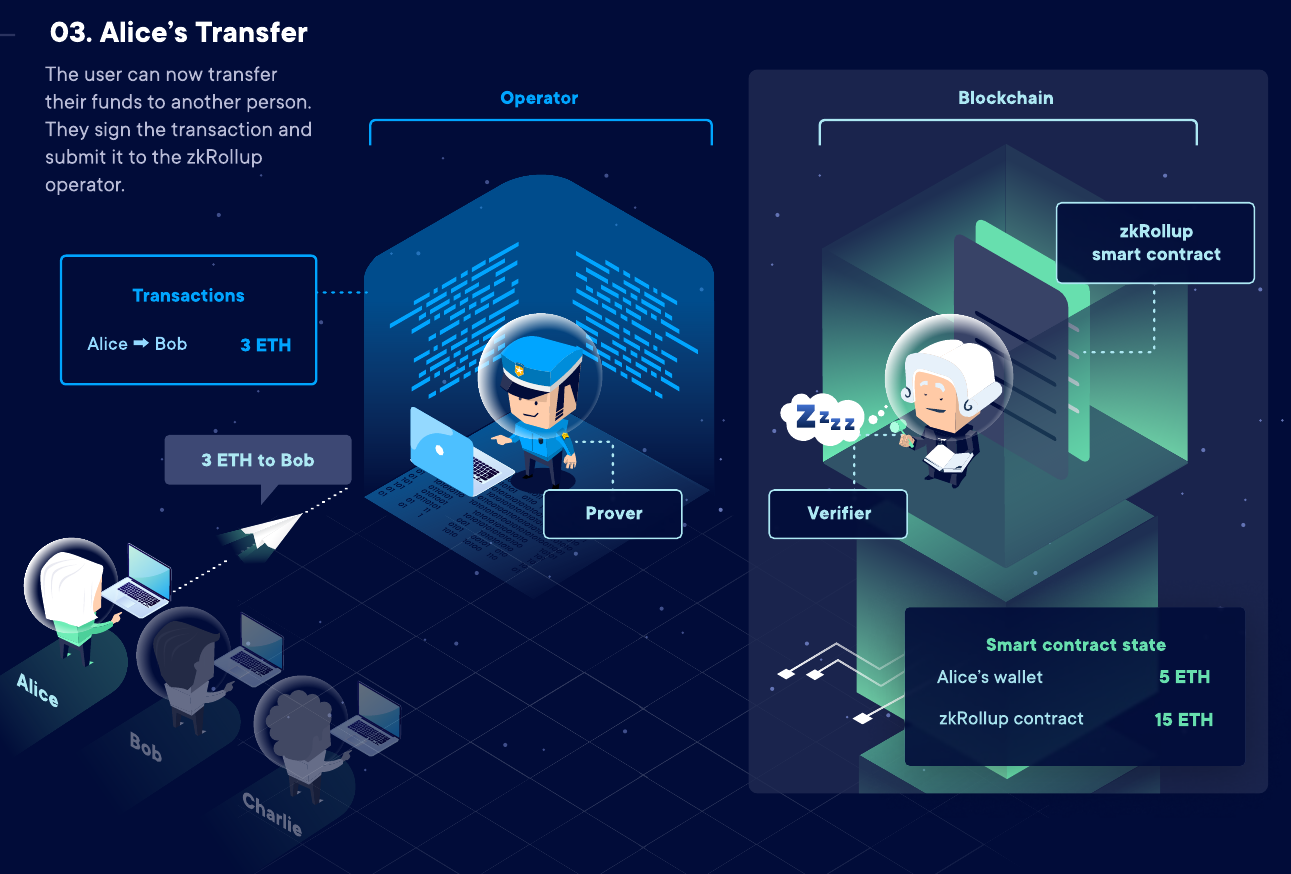 03. Alice’s Transfer
The user can now transfer
their funds to another person.
They sign the transaction and
submit it to the zkRollup
operator.
Operator
Blockchain
zkRollup
smart contract
Transactions
Alice ➡ Bob 3 ETH
Zzzzz
3 ETH to Bob
Prover
Verifier
Alice
Bob
Charlie
Smart contract state
Alice’s wallet 5 ETH
zkRollup contract 15 ETH